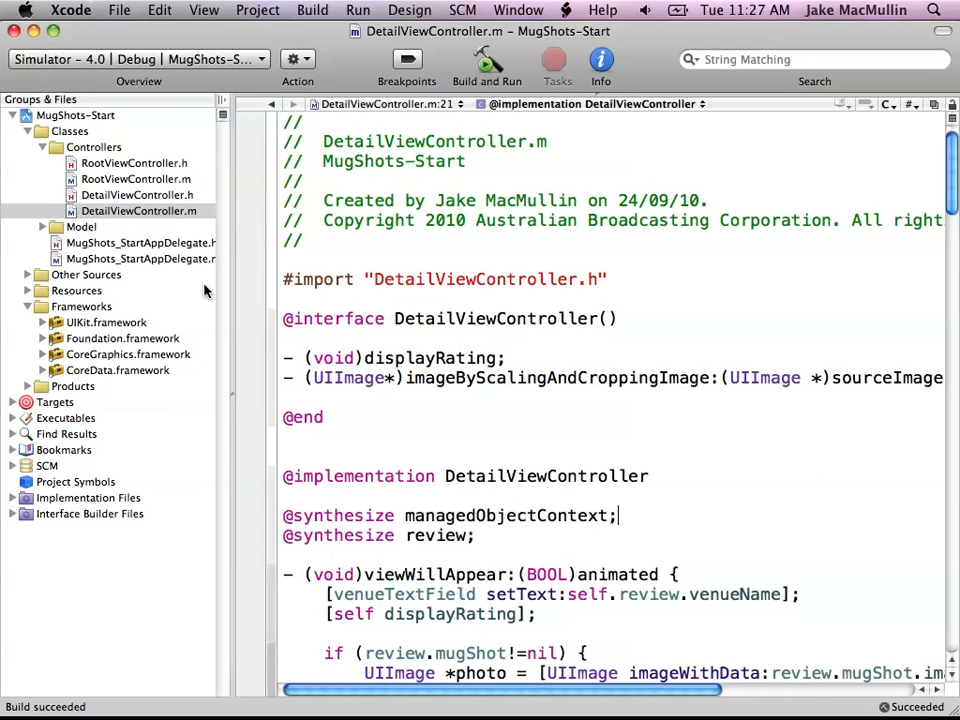 Xcode File Edit View Project Build Run Design SCM Window Help Tue 11:27 AM Jake MacMullin
DetailViewController.m - MugShots-Start
Simulator - 4.0 | Debug | MugShots-S...
String Matching
Overview Action Breakpoints Build and Run Tasks Info Search
Groups & Files
DetailViewController.m:21 @implementation DetailViewController C #
MugShots-Start
Classes
Controllers
RootViewController.h
RootViewController.m
DetailViewController.h
DetailViewController.m
Model
MugShots_StartAppDelegate.h
MugShots_StartAppDelegate.
Other Sources
Resources
Frameworks
UIKit.framework
Foundation.framework
CoreGraphics.framework
CoreData.framework
Products
Targets
Executables
Find Results
Bookmarks
SCM
Project Symbols
Implementation Files
Interface Builder Files
//
// DetailViewController.m
// MugShots-Start
//
// Created by Jake MacMullin on 24/09/10.
// Copyright 2010 Australian Broadcasting Corporation. All right
//
#import "DetailViewController.h"
@interface DetailViewController()
- (void)displayRating;
- (UIImage*)imageByScalingAndCroppingImage:(UIImage *)sourceImage
@end
@implementation DetailViewController
@synthesize managedObjectContext;
@synthesize review;
- (void)viewWillAppear:(BOOL)animated {
[venueTextField setText:self.review.venueName];
[self displayRating];
if (review.mugShot!=nil) {
UIImage *photo = [UIImage imageWithData:review.mugShot.im
Build succeeded
Succeeded